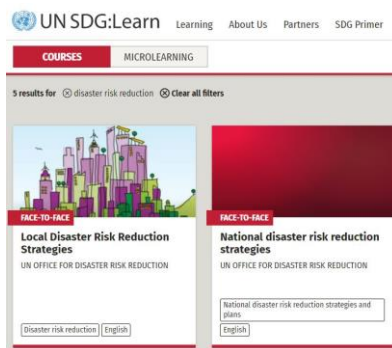 UN SDG:Learn Learning About Us Partners SDG Primer
COURSES MICROLEARNING
5 results for disaster risk reduction Clear all filters
FACE-TO-FACE
Local Disaster Risk Reduction
Strategies
UN OFFICE FOR DISASTER RISK REDUCTION
Disaster risk reduction English
FACE-TO-FACE
National disaster risk reduction
strategies
UN OFFICE FOR DISASTER RISK REDUCTION
National disaster risk reduction strategies and
plans
English